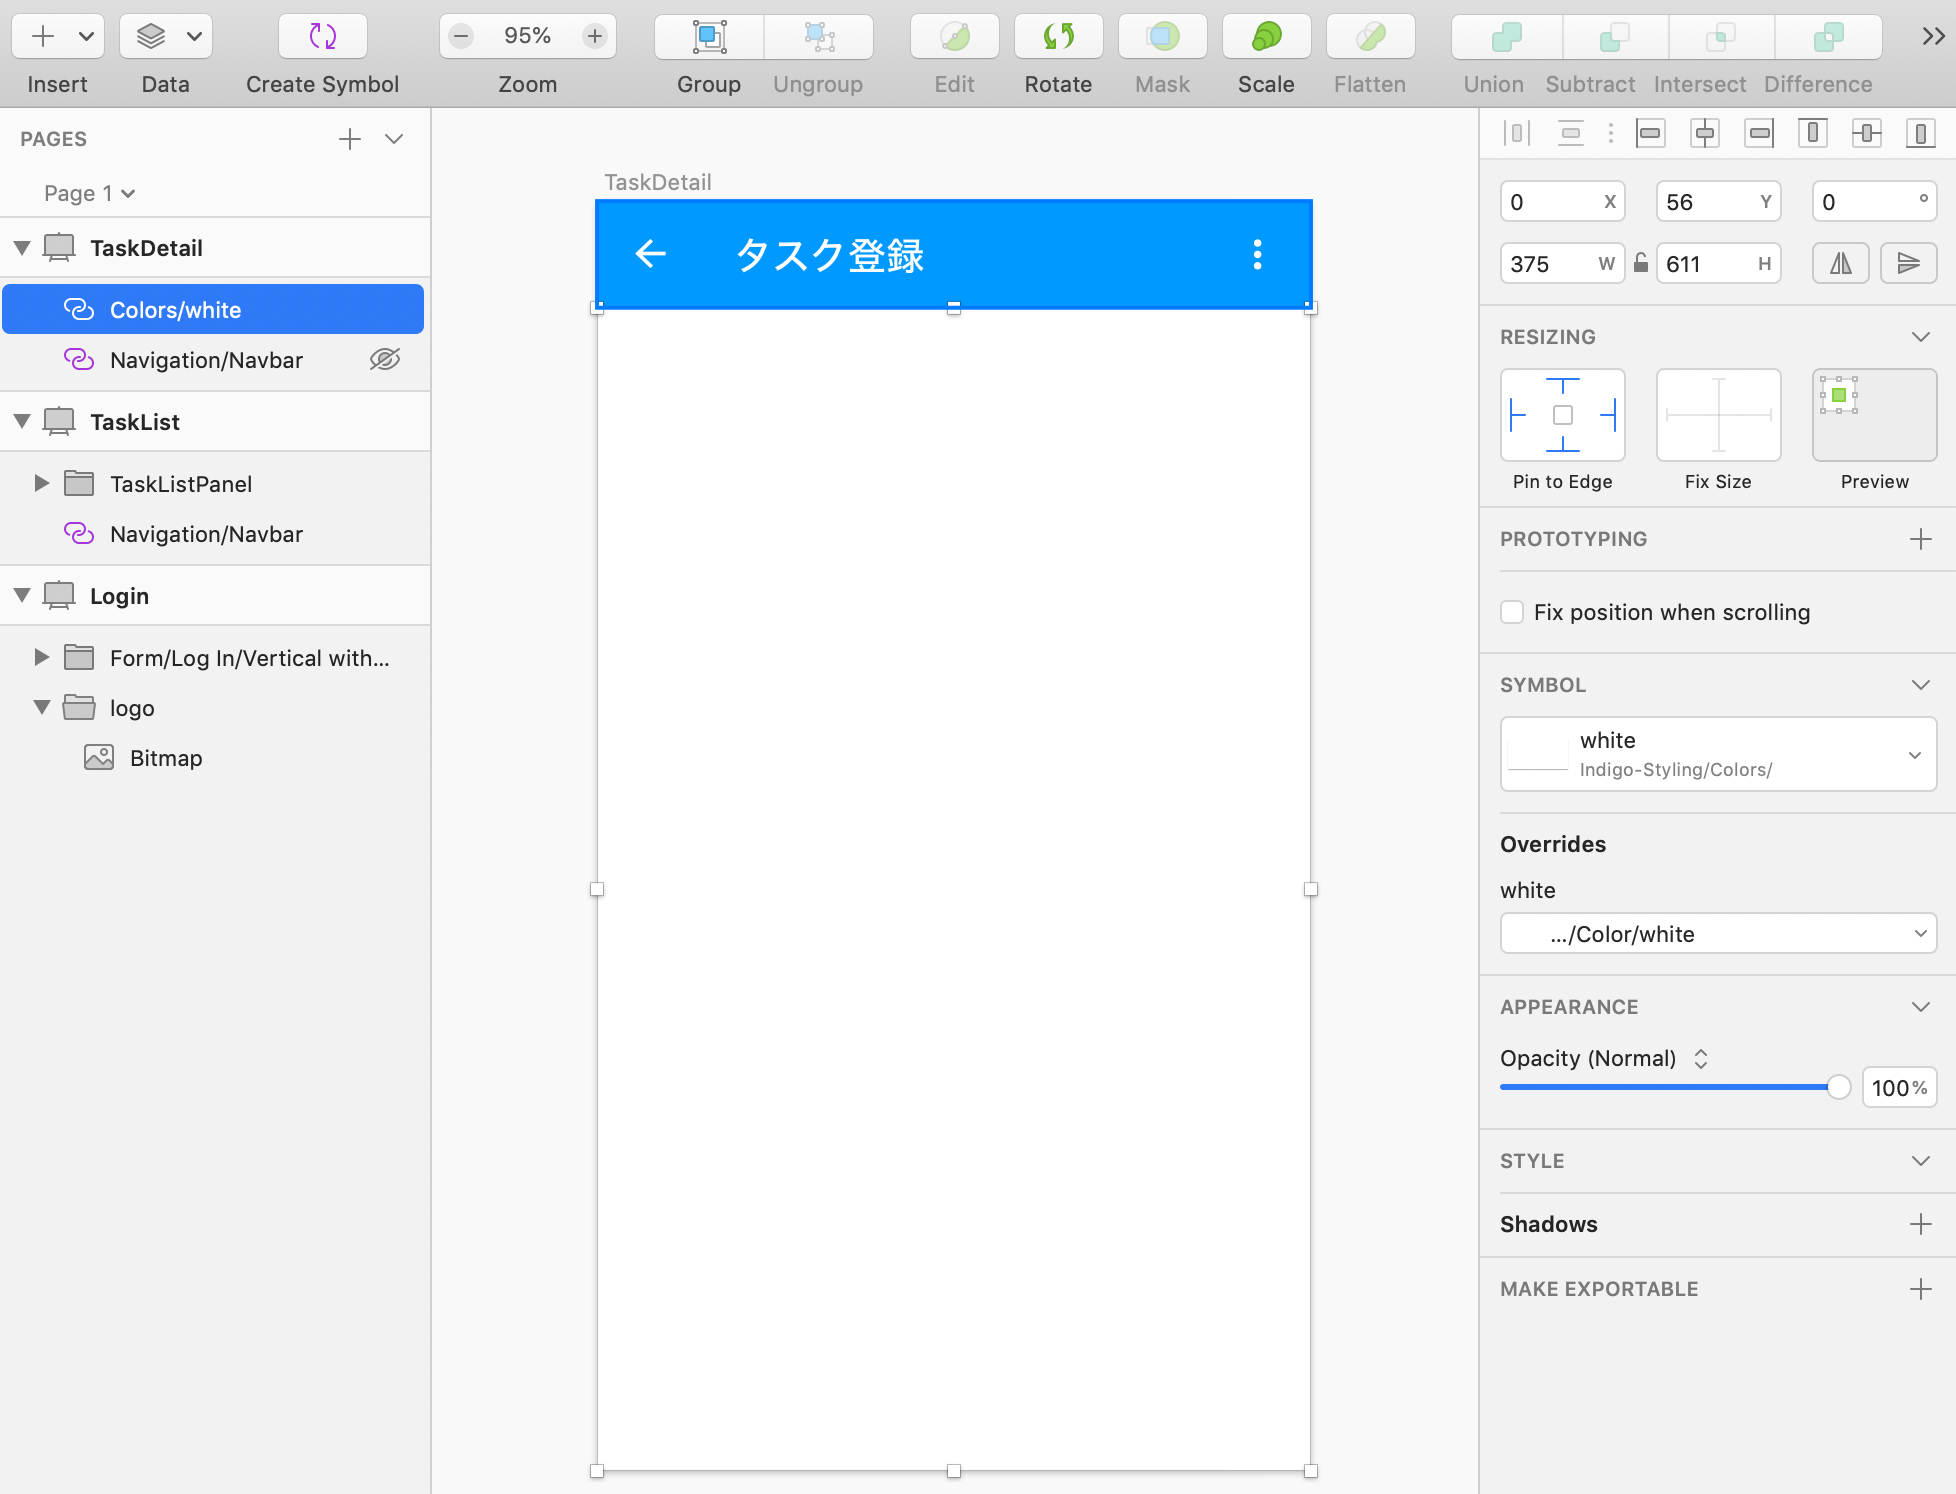 95%
Insert
Data
Create Symbol
Zoom
Group
Ungroup
Edit
Rotate
Mask
Scale
Flatten
Union
Subtract
Intersect
Difference
PAGES
Page 1
TaskDetail
Colors/white
Navigation/Navbar
TaskList
TaskListPanel
Navigation/Navbar
Login
Form/Log In/Vertical with...
logo
Bitmap
TaskDetail
タスク登録
0 X
56 Y
0 °
375 W
611 H
RESIZING
Pin to Edge
Fix Size
Preview
PROTOTYPING
Fix position when scrolling
SYMBOL
white
Indigo-Styling/Colors/
Overrides
white
.../Color/white
APPEARANCE
Opacity (Normal)
100%
STYLE
Shadows
MAKE EXPORTABLE